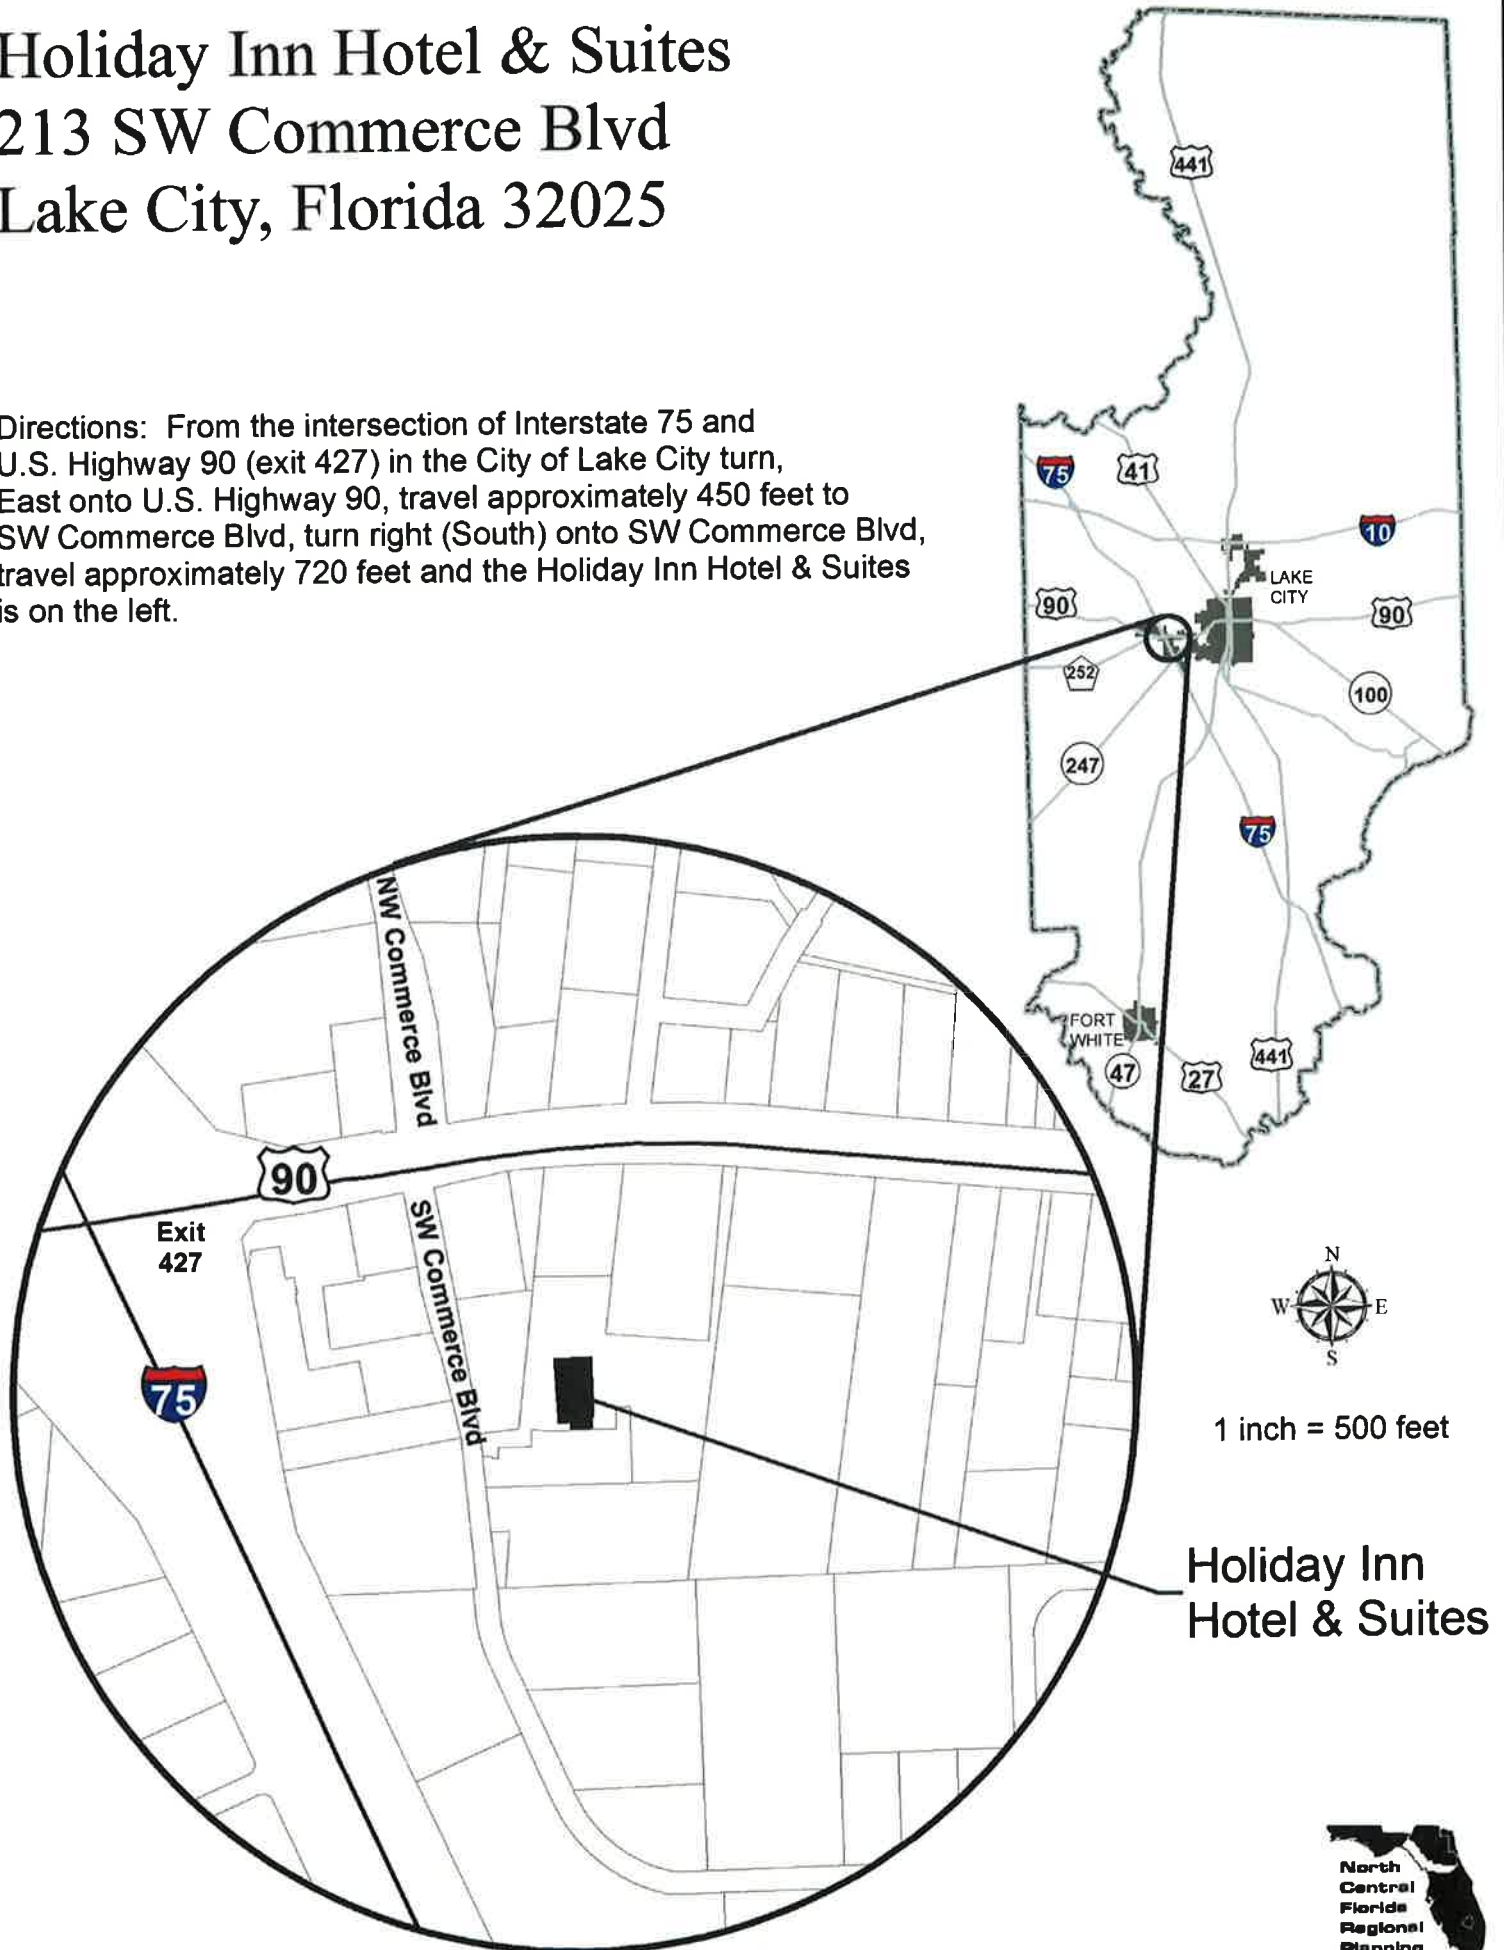 Holiday Inn Hotel & Suites
213 SW Commerce Blvd
Lake City, Florida 32025
Directions: From the intersection of Interstate 75 and
U.S. Highway 90 (exit 427) in the City of Lake City turn,
East onto U.S. Highway 90, travel approximately 450 feet to
SW Commerce Blvd, turn right (South) onto SW Commerce Blvd,
travel approximately 720 feet and the Holiday Inn Hotel & Suites
is on the left.
441
75
41
10
LAKE
CITY
90
90
252
100
247
75
FORT
WHITE
47
27
441
NW Commerce Blvd
90
Exit
427
SW Commerce Blvd
75
N
W
E
S
1 inch = 500 feet
Holiday Inn
Hotel & Suites
North
Central
Florida
Regional
Planning